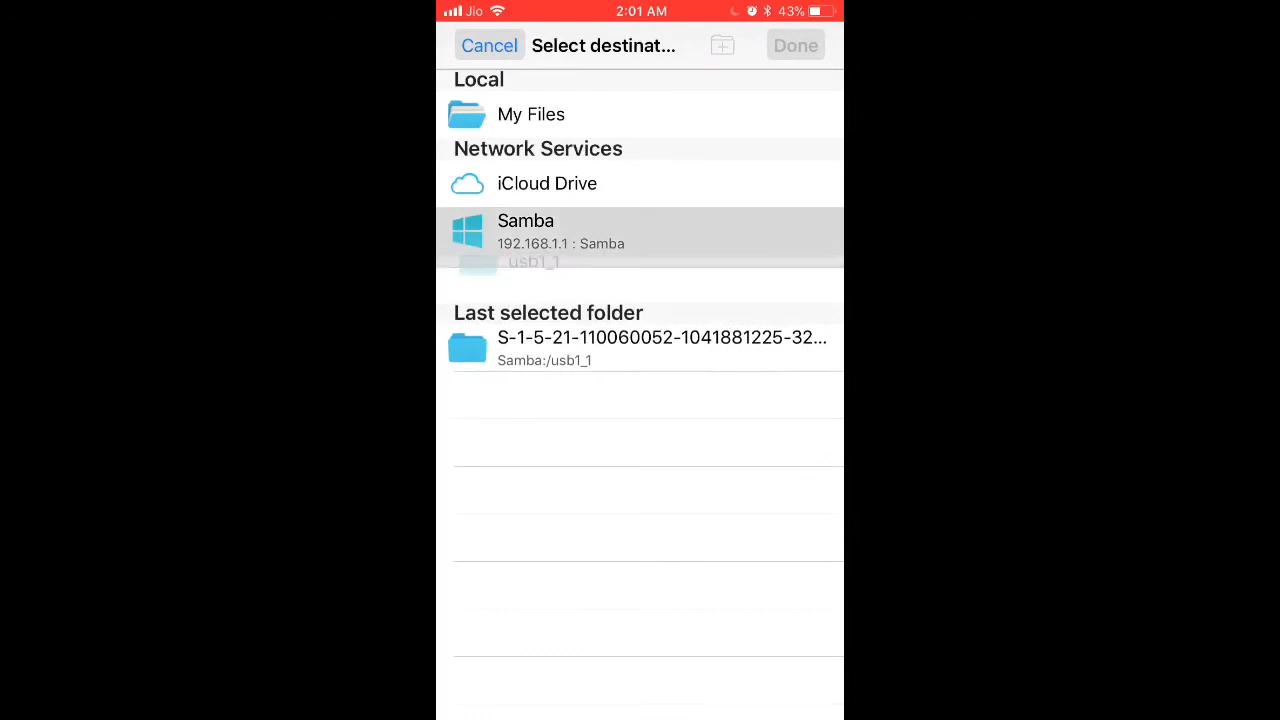 Jio 2:01 AM 43%
Cancel Select destinat... Done
Local
My Files
Network Services
iCloud Drive
Samba
192.168.1.1 : Samba
usb1_1
Last selected folder
S-1-5-21-110060052-1041881225-32...
Samba:/usb1_1